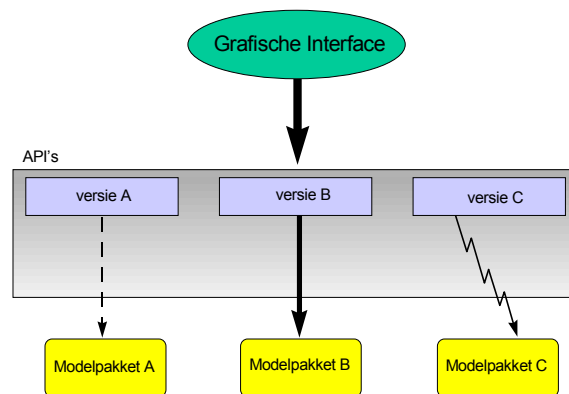 Grafische Interface
API's
versie A
versie B
versie C
Modelpakket A
Modelpakket B
Modelpakket C